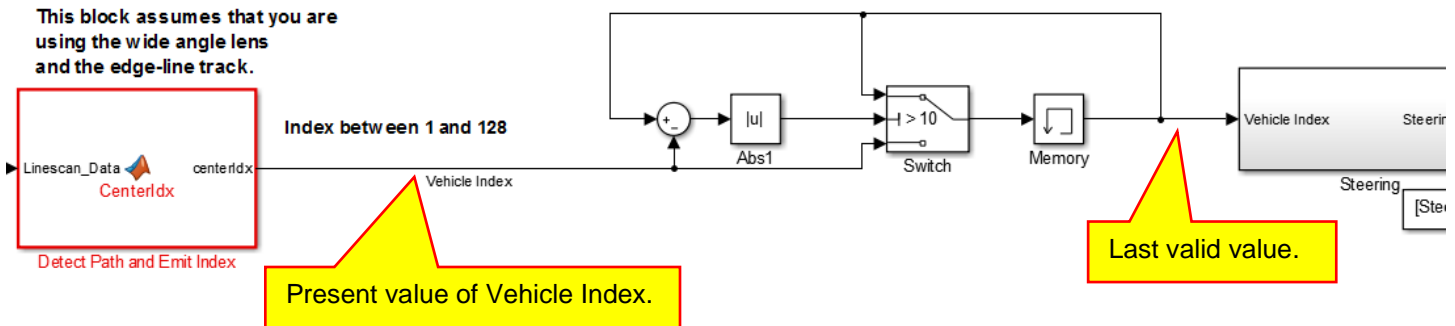 This block assumes that you are
using the wide angle lens
and the edge-line track.
Linescan_Data
CenterIdx
centerIdx
Detect Path and Emit Index
Index between 1 and 128
Vehicle Index
Present value of Vehicle Index.
+
-
|u|
Abs1
> 10
Switch
Memory
Last valid value.
Vehicle Index
Steerin
Steering
[Stee